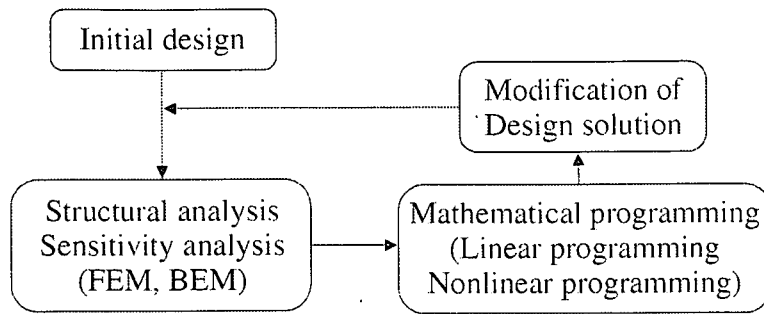 Initial design
Modification of
Design solution
Structural analysis
Sensitivity analysis
(FEM, BEM)
Mathematical programming
(Linear programming
Nonlinear programming)